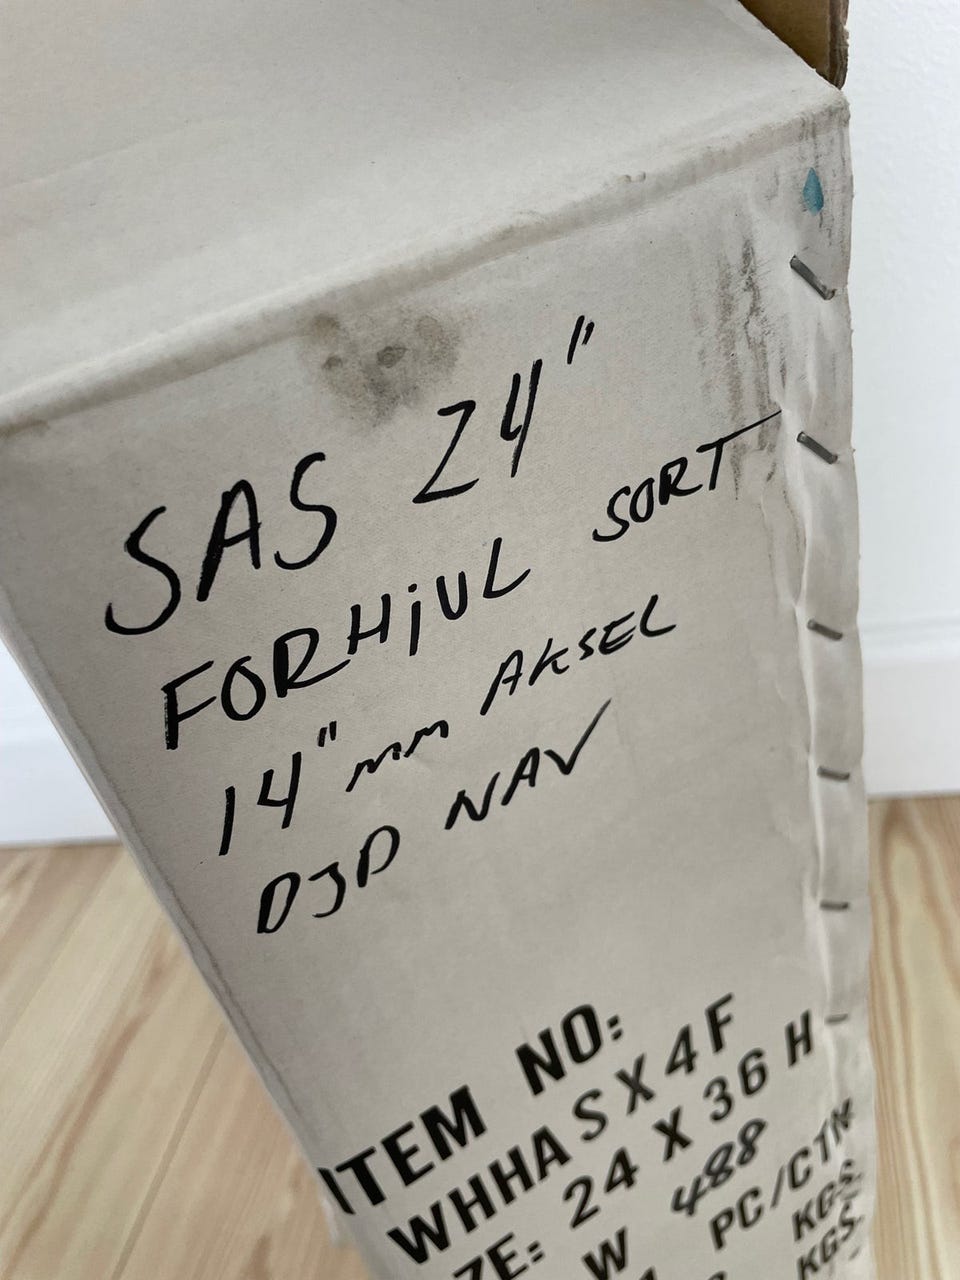 SAS 24"
FORHJUL SORT
14"mm AKSEL
DJD NAV
ITEM NO:
WHHASX4F
ZE: 24 X 36 H
W 488
PC/CTN
KGS.
KGS.